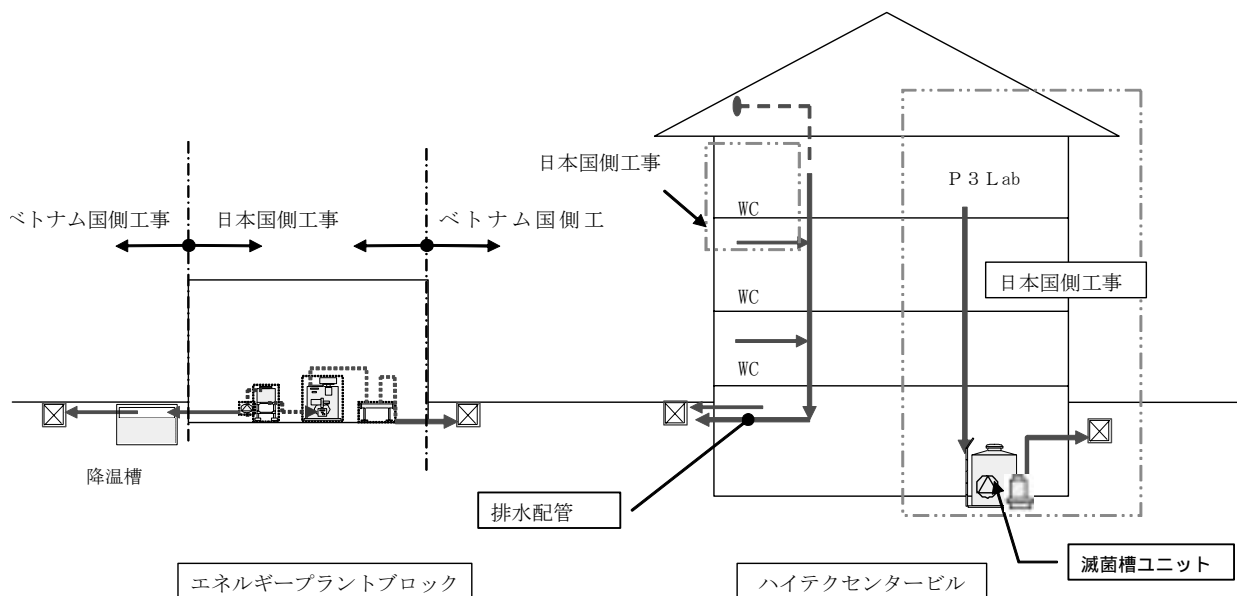 日本国側工事
P3Lab
ベトナム国側工事
日本国側工事
ベトナム国側工
WC
日本国側工事
WC
WC
降温槽
排水配管
滅菌槽ユニット
エネルギープラントブロック
ハイテクセンタービル